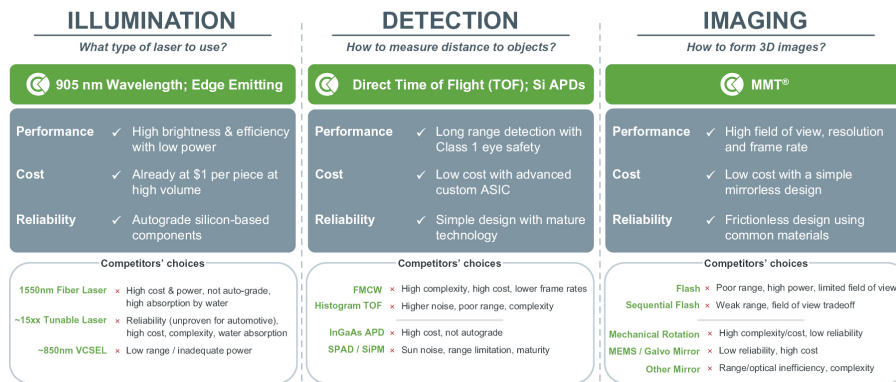 ILLUMINATION
What type of laser to use?
905 nm Wavelength; Edge Emitting
Performance ✓ High brightness & efficiency
with low power
Cost ✓ Already at $1 per piece at
high volume
Reliability ✓ Autograde silicon-based
components
Competitors' choices
1550nm Fiber Laser × High cost & power, not auto-grade,
high absorption by water
~15xx Tunable Laser × Reliability (unproven for automotive),
high cost, complexity, water absorption
~850nm VCSEL × Low range / inadequate power
DETECTION
How to measure distance to objects?
Direct Time of Flight (TOF); Si APDs
Performance ✓ Long range detection with
Class 1 eye safety
Cost ✓ Low cost with advanced
custom ASIC
Reliability ✓ Simple design with mature
technology
Competitors' choices
FMCW × High complexity, high cost, lower frame rates
Histogram TOF × Higher noise, poor range, complexity
InGaAs APD × High cost, not autograde
SPAD / SiPM × Sun noise, range limitation, maturity
IMAGING
How to form 3D images?
MMT®
Performance ✓ High field of view, resolution
and frame rate
Cost ✓ Low cost with a simple
mirrorless design
Reliability ✓ Frictionless design using
common materials
Competitors' choices
Flash × Poor range, high power, limited field of view
Sequential Flash × Weak range, field of view tradeoff
Mechanical Rotation × High complexity/cost, low reliability
MEMS / Galvo Mirror × Low reliability, high cost
Other Mirror × Range/optical inefficiency, complexity